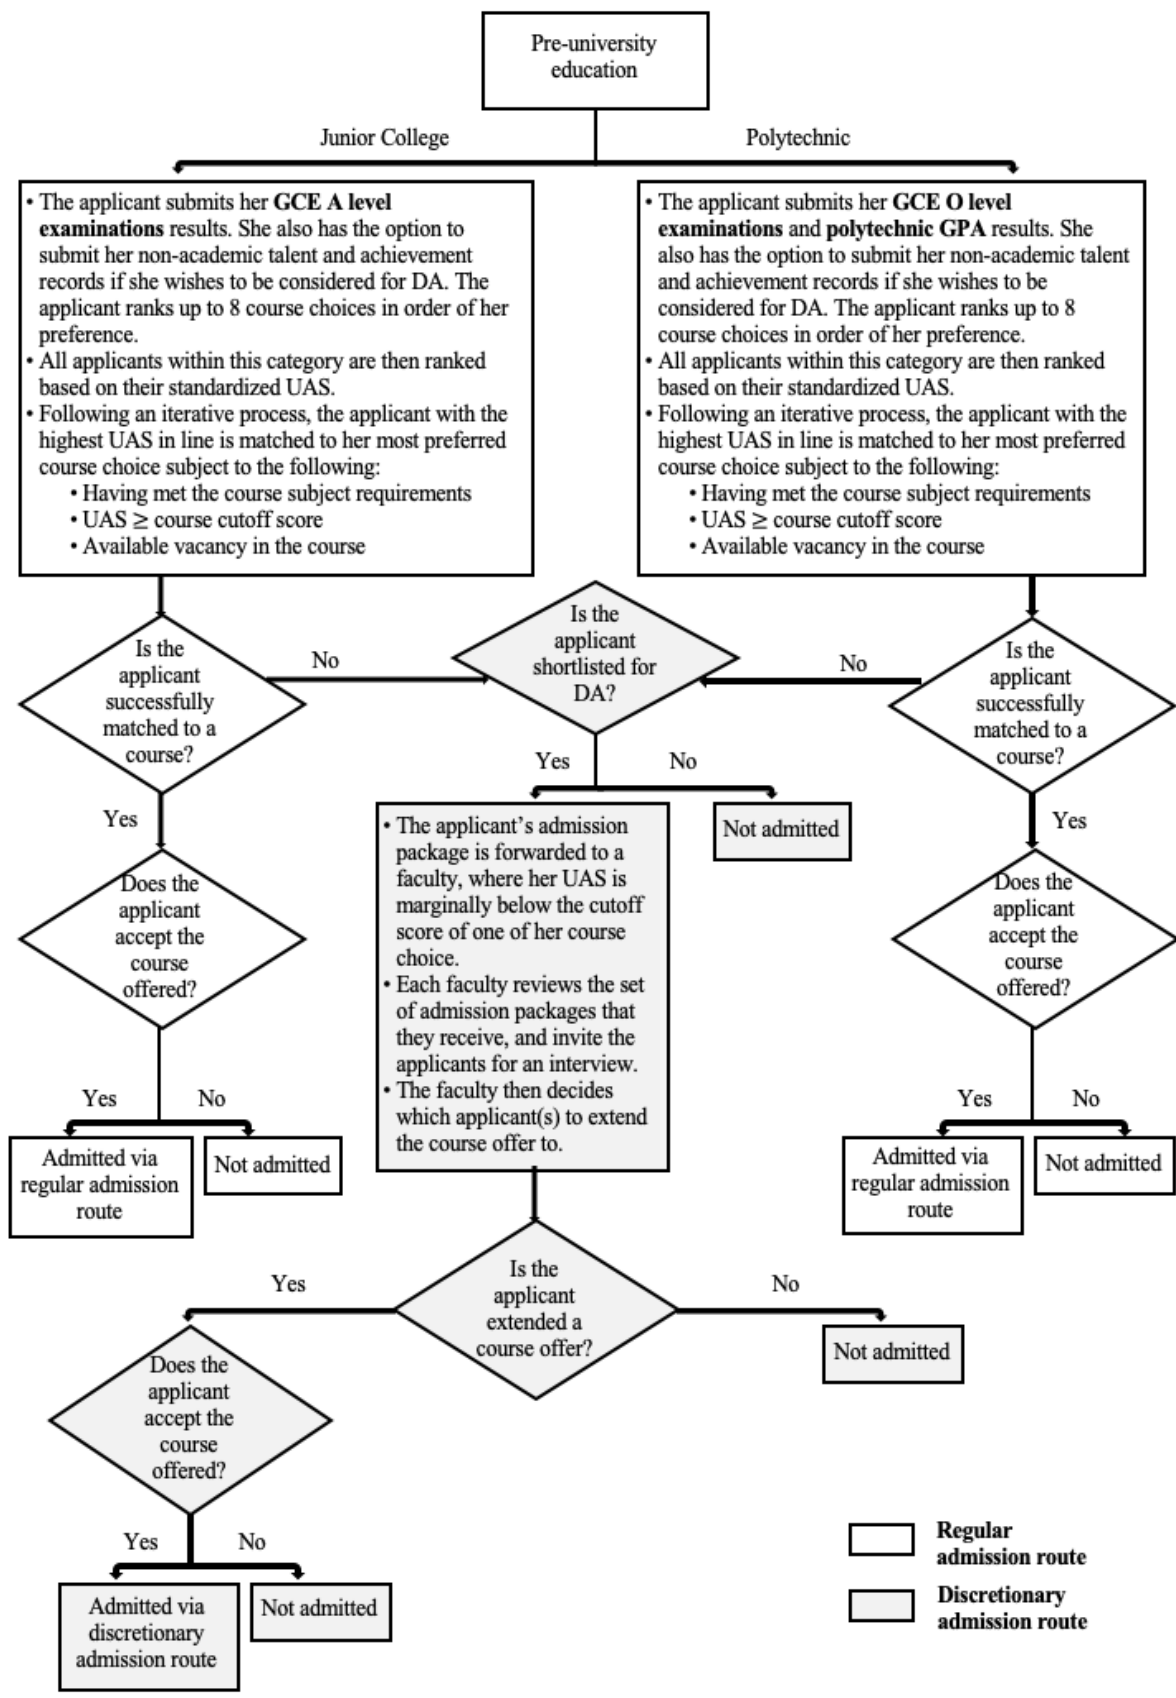 Pre-university
education
Junior College
Polytechnic
• The applicant submits her GCE A level
examinations results. She also has the option to
submit her non-academic talent and achievement
records if she wishes to be considered for DA. The
applicant ranks up to 8 course choices in order of her
preference.
• All applicants within this category are then ranked
based on their standardized UAS.
• Following an iterative process, the applicant with the
highest UAS in line is matched to her most preferred
course choice subject to the following:
• Having met the course subject requirements
• UAS ≥ course cutoff score
• Available vacancy in the course
• The applicant submits her GCE O level
examinations and polytechnic GPA results. She
also has the option to submit her non-academic talent
and achievement records if she wishes to be
considered for DA. The applicant ranks up to 8
course choices in order of her preference.
• All applicants within this category are then ranked
based on their standardized UAS.
• Following an iterative process, the applicant with the
highest UAS in line is matched to her most preferred
course choice subject to the following:
• Having met the course subject requirements
• UAS ≥ course cutoff score
• Available vacancy in the course
Is the
applicant
successfully
matched to a
course?
No
Is the
applicant
shortlisted for
DA?
No
Is the
applicant
successfully
matched to a
course?
Yes
Yes
No
Yes
Not admitted
Does the
applicant
accept the
course
offered?
• The applicant's admission
package is forwarded to a
faculty, where her UAS is
marginally below the cutoff
score of one of her course
choice.
• Each faculty reviews the set
of admission packages that
they receive, and invite the
applicants for an interview.
• The faculty then decides
which applicant(s) to extend
the course offer to.
Does the
applicant
accept the
course
offered?
Yes
No
Admitted via
regular admission
route
Not admitted
Yes
No
Admitted via
regular admission
route
Not admitted
Is the
applicant
extended a
course offer?
Yes
No
Not admitted
Does the
applicant
accept the
course
offered?
Yes
No
Admitted via
discretionary
admission route
Not admitted
Regular
admission route
Discretionary
admission route